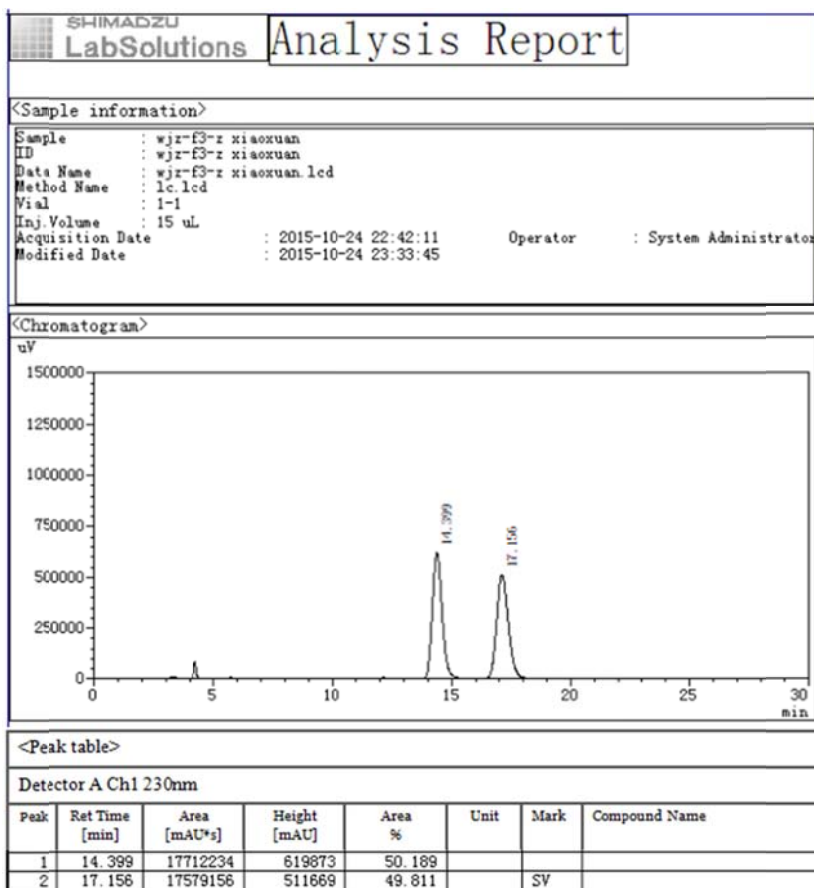 SHIMADZU
LabSolutions Analysis Report
<Sample information>
Sample : wjz-f3-z xiaoxuan
ID : wjz-f3-z xiaoxuan
Data Name : wjz-f3-z xiaoxuan.lcd
Method Name : lc.lcd
Vial : 1-1
Inj.Volume : 15 uL
Acquisition Date : 2015-10-24 22:42:11 Operator : System Administrator
Modified Date : 2015-10-24 23:33:45
<Chromatogram>
uV
1500000
1250000
1000000
750000
500000
250000
0
14.399
17.156
0 5 10 15 20 25 30
min
<Peak table>
Detector A Ch1 230nm
Peak Ret Time Area Height Area Unit Mark Compound Name
[min] [mAU*s] [mAU] %
1 14.399 17712234 619873 50.189
2 17.156 17579156 511669 49.811 SV